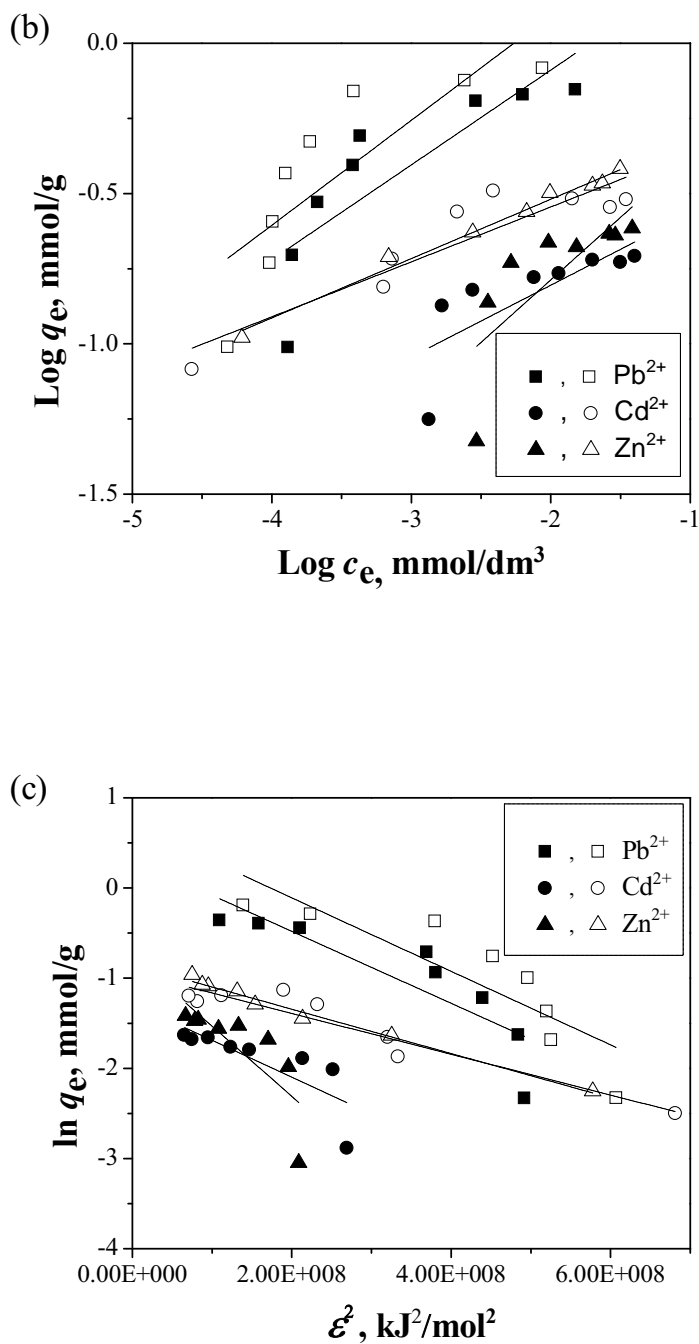 (b)
0.0
-0.5
-1.0
-1.5
Log qe, mmol/g
Pb2+
Cd2+
Zn2+
-5 -4 -3 -2 -1
Log ce, mmol/dm3
(c)
1
0
-1
-2
-3
-4
ln qe, mmol/g
Pb2+
Cd2+
Zn2+
0.00E+000 2.00E+008 4.00E+008 6.00E+008
ε2, kJ2/mol2